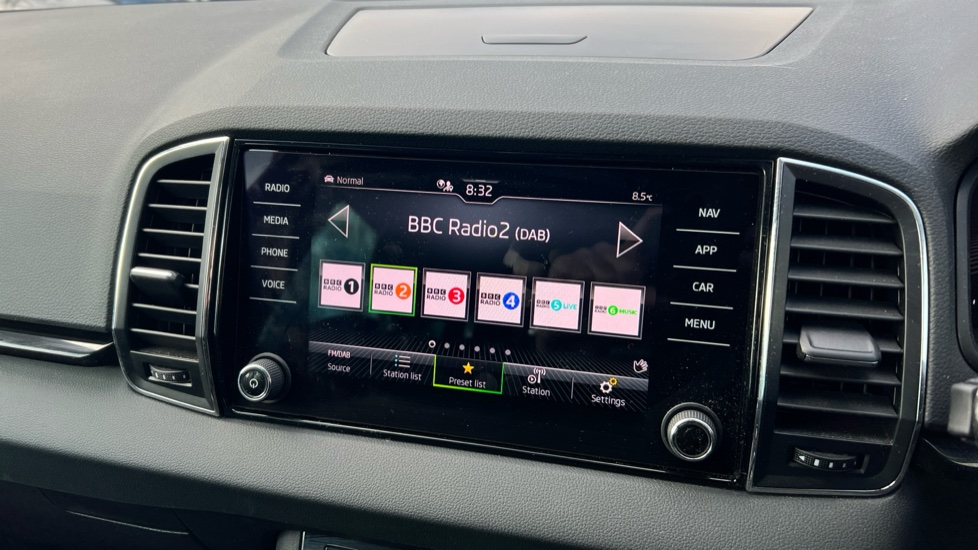 RADIO
MEDIA
PHONE
VOICE
Normal
8:32
8.5°C
BBC Radio2 (DAB)
BBC RADIO 1
BBC RADIO 2
BBC RADIO 3
BBC RADIO 4
BBC RADIO 5 LIVE
BBC RADIO 6 MUSIC
FM/DAB
Source
Station list
Preset list
Station
Settings
NAV
APP
CAR
MENU